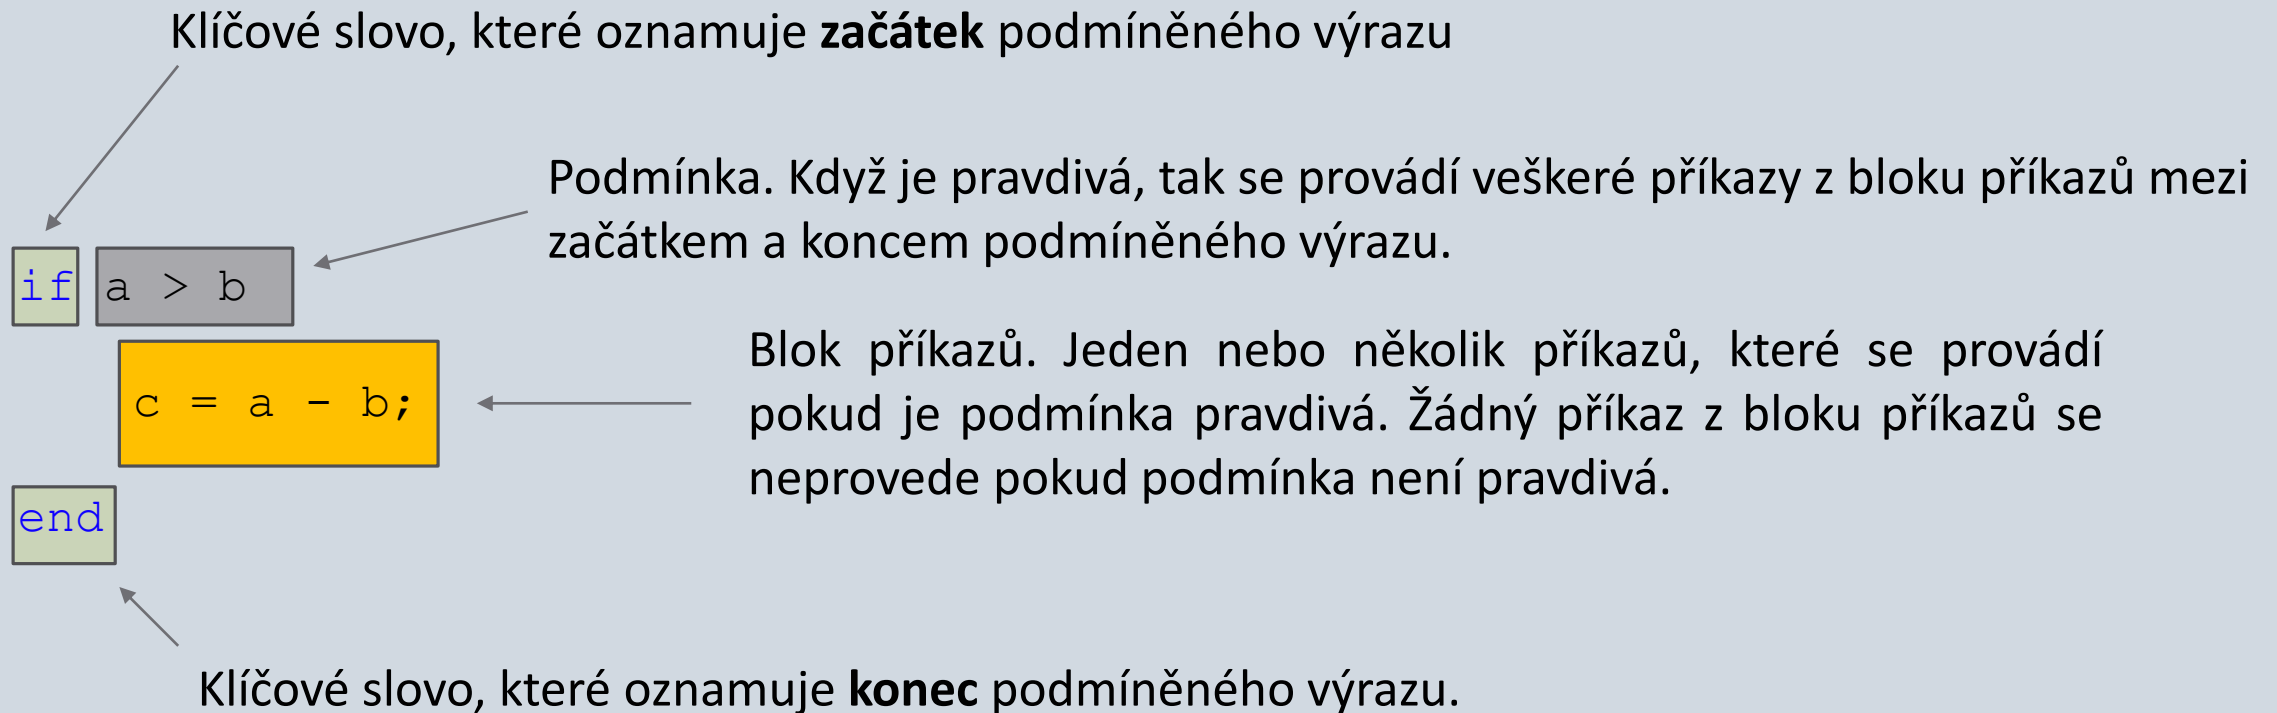 Klíčové slovo, které oznamuje začátek podmíněného výrazu
Podmínka. Když je pravdivá, tak se provádí veškeré příkazy z bloku příkazů mezi
začátkem a koncem podmíněného výrazu.
if a > b
Blok příkazů. Jeden nebo několik příkazů, které se provádí
pokud je podmínka pravdivá. Žádný příkaz z bloku příkazů se
neprovede pokud podmínka není pravdivá.
c = a - b;
end
Klíčové slovo, které oznamuje konec podmíněného výrazu.